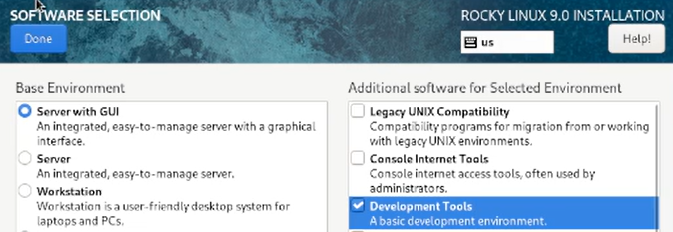 SOFTWARE SELECTION
ROCKY LINUX 9.0 INSTALLATION
Done
us
Help!
Base Environment
Server with GUI
An integrated, easy-to-manage server with a graphical
interface.
Server
An integrated, easy-to-manage server.
Workstation
Workstation is a user-friendly desktop system for
laptops and PCs.
Additional software for Selected Environment
Legacy UNIX Compatibility
Compatibility programs for migration from or working
with legacy UNIX environments.
Console Internet Tools
Console internet access tools, often used by
administrators.
Development Tools
A basic development environment.